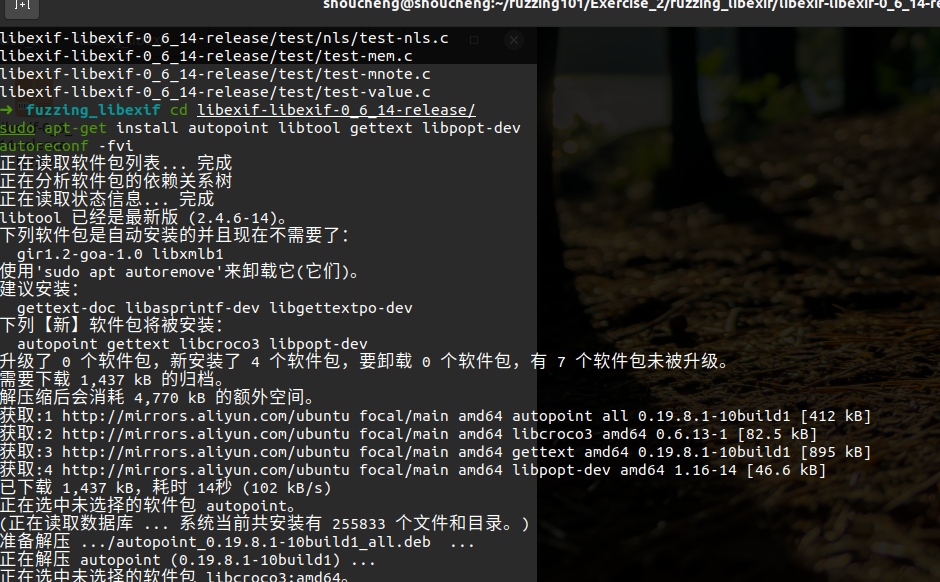 shoucheng@shoucheng:~/fuzzing101/Exercise_2/fuzzing_libexif/libexif-libexif-0_6_14-re
libexif-libexif-0_6_14-release/test/nls/test-nls.c
libexif-libexif-0_6_14-release/test/test-mem.c
libexif-libexif-0_6_14-release/test/test-mnote.c
libexif-libexif-0_6_14-release/test/test-value.c
➜ fuzzing_libexif cd libexif-libexif-0_6_14-release/
sudo apt-get install autopoint libtool gettext libpopt-dev
autoreconf -fvi
正在读取软件包列表... 完成
正在分析软件包的依赖关系树
正在读取状态信息... 完成
libtool 已经是最新版 (2.4.6-14)。
下列软件包是自动安装的并且现在不需要了：
gir1.2-goa-1.0 libxmlb1
使用'sudo apt autoremove'来卸载它(它们)。
建议安装：
gettext-doc libasprintf-dev libgettextpo-dev
下列【新】软件包将被安装：
autopoint gettext libcroco3 libpopt-dev
升级了 0 个软件包，新安装了 4 个软件包，要卸载 0 个软件包，有 7 个软件包未被升级。
需要下载 1,437 kB 的归档。
解压缩后会消耗 4,770 kB 的额外空间。
获取:1 http://mirrors.aliyun.com/ubuntu focal/main amd64 autopoint all 0.19.8.1-10build1 [412 kB]
获取:2 http://mirrors.aliyun.com/ubuntu focal/main amd64 libcroco3 amd64 0.6.13-1 [82.5 kB]
获取:3 http://mirrors.aliyun.com/ubuntu focal/main amd64 gettext amd64 0.19.8.1-10build1 [895 kB]
获取:4 http://mirrors.aliyun.com/ubuntu focal/main amd64 libpopt-dev amd64 1.16-14 [46.6 kB]
已下载 1,437 kB，耗时 14秒 (102 kB/s)
正在选中未选择的软件包 autopoint。
(正在读取数据库 ... 系统当前共安装有 255833 个文件和目录。)
准备解压 .../autopoint_0.19.8.1-10build1_all.deb ...
正在解压 autopoint (0.19.8.1-10build1) ...
正在选中未选择的软件包 libcroco3:amd64。